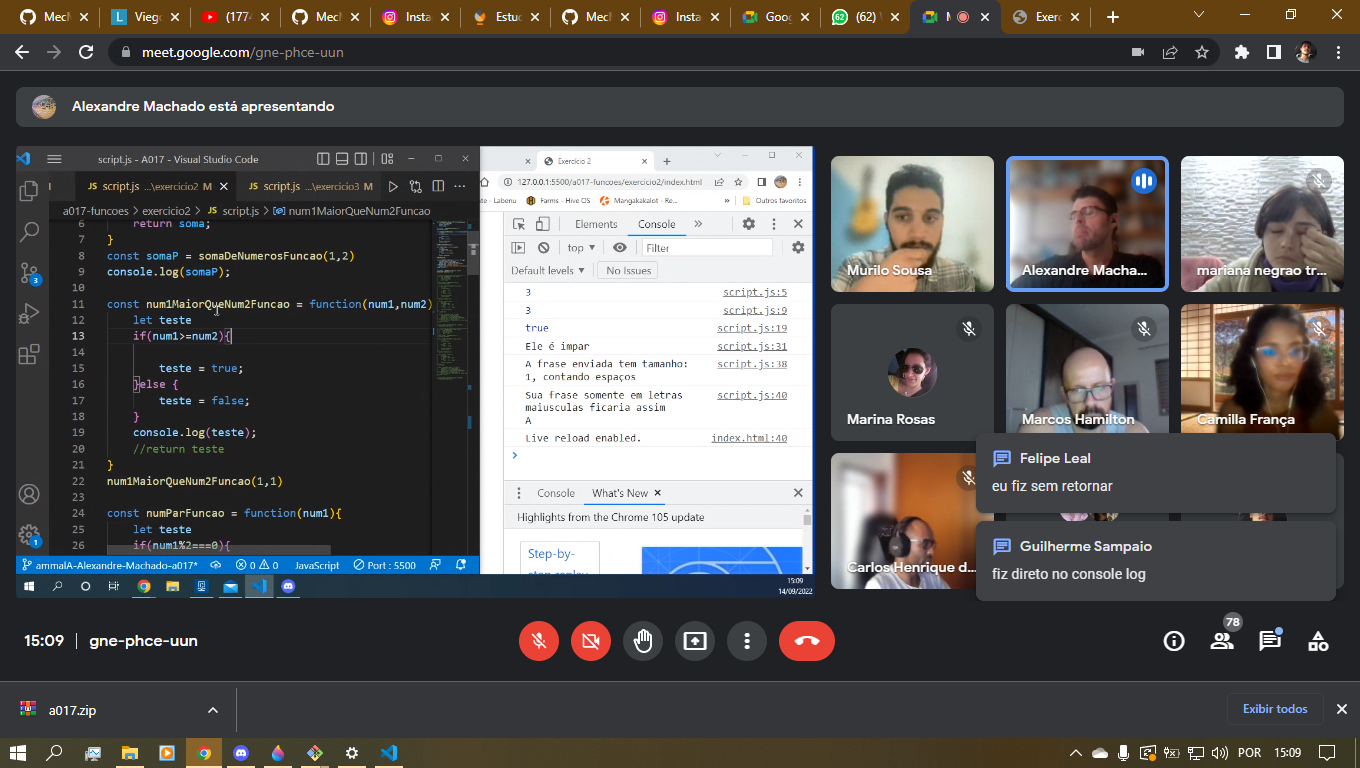 Mecl
Viego
(177
Mecl
Insta
Estuc
Mecl
Insta
Goog
(62)
Exerc
meet.google.com/gne-phce-uun
Alexandre Machado está apresentando
script.js - A017 - Visual Studio Code
JS script.js ...\exercicio2 M
JS script.js ...\exercicio3 M
a017-funcoes > exercicio2 > JS script.js > num1MaiorQueNum2Funcao
6 return soma;
7 }
8 const somaP = somaDeNumerosFuncao(1,2)
9 console.log(somaP);
10
11 const num1MaiorQueNum2Funcao = function(num1,num2)
12 let teste
13 if(num1>=num2){
14
15 teste = true;
16 }else {
17 teste = false;
18 }
19 console.log(teste);
20 //return teste
21 }
22 num1MaiorQueNum2Funcao(1,1)
23
24 const numParFuncao = function(num1){
25 let teste
26 if(num1%2===0){
3
1
ammalA-Alexandre-Machado-a017* 0 0 JavaScript Port : 5500
Exercício 2
127.0.0.1:5500/a017-funcoes/exercicio2/index.html
te - Labenu
Farms - Hive OS
Mangakakalot - Re...
»
Outros favoritos
Elements Console »
top
Filter
Default levels
No Issues
3 script.js:5
3 script.js:9
true script.js:19
Ele é impar script.js:31
A frase enviada tem tamanho: script.js:38
1, contando espaços
Sua frase somente em letras script.js:40
maiusculas ficaria assim
A
Live reload enabled. index.html:40
Console What's New
Highlights from the Chrome 105 update
Step-by-
15:09
14/09/2022
Murilo Sousa
Alexandre Macha...
mariana negrao tr...
Marina Rosas
Marcos Hamilton
Camilla França
Carlos Henrique d...
Felipe Leal
eu fiz sem retornar
Guilherme Sampaio
fiz direto no console log
15:09 | gne-phce-uun
78
a017.zip
Exibir todos
POR 15:09